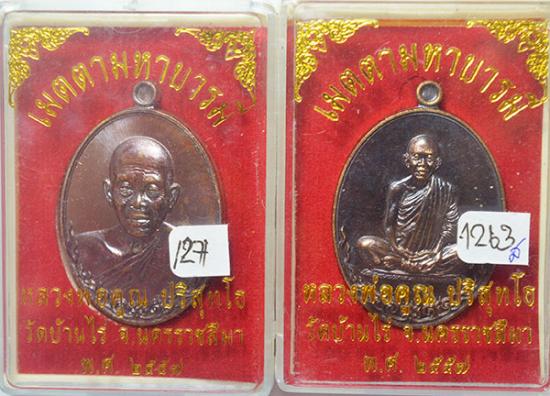 เมตตามหาบารมี
127
หลวงพ่อคูณ ปริสุทโธ
วัดบ้านไร่ จ.นครราชสีมา
พ.ศ. ๒๕๕๗
เมตตามหาบารมี
1263
หลวงพ่อคูณ ปริสุทโธ
วัดบ้านไร่ จ.นครราชสีมา
พ.ศ. ๒๕๕๗